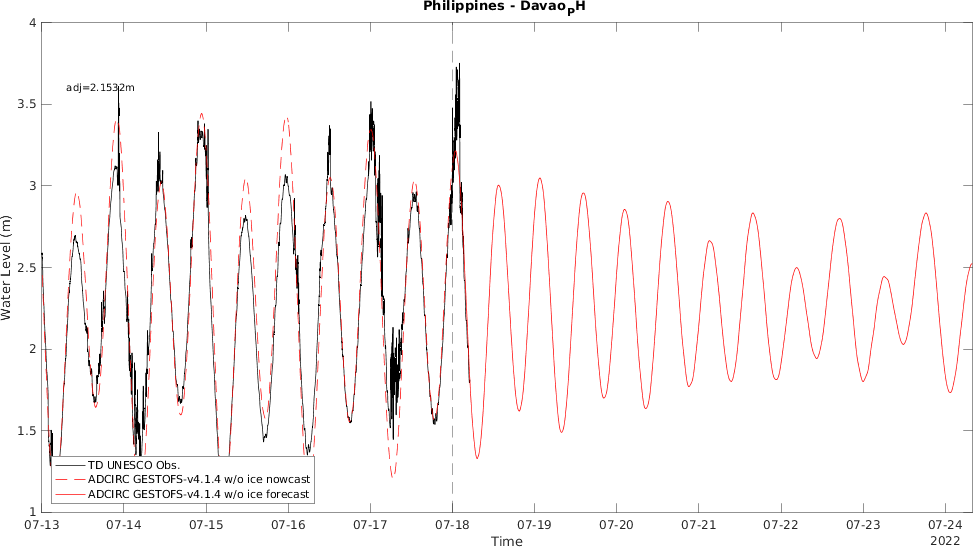 Philippines - Davao_PH
4
adj=2.1532m
3.5
3
2.5
2
1.5
1
Water Level (m)
TD UNESCO Obs.
ADCIRC GESTOFS-v4.1.4 w/o ice nowcast
ADCIRC GESTOFS-v4.1.4 w/o ice forecast
07-13 07-14 07-15 07-16 07-17 07-18 07-19 07-20 07-21 07-22 07-23 07-24
Time
2022